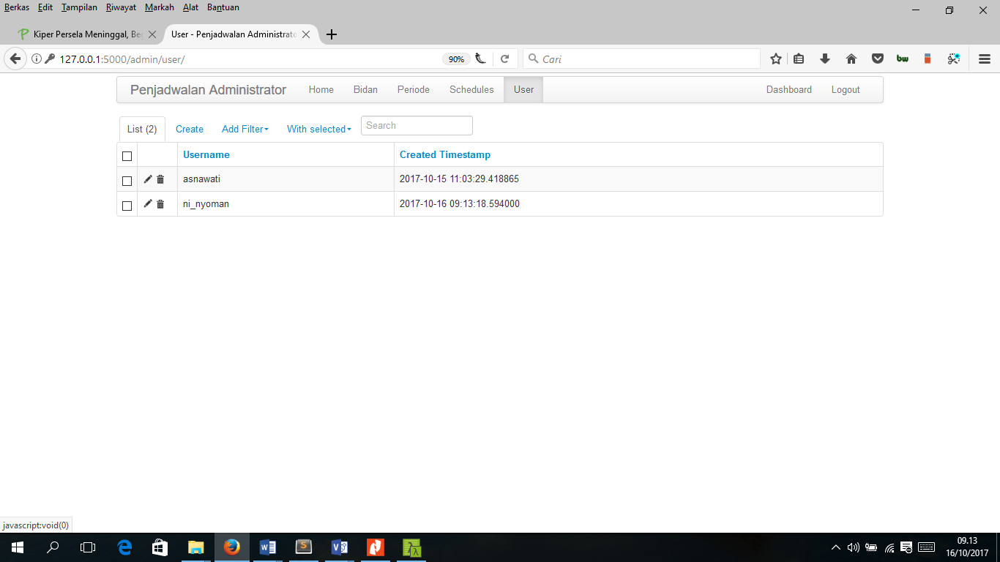 Berkas Edit Tampilan Riwayat Markah Alat Bantuan
Kiper Persela Meninggal, Be
User - Penjadwalan Administrato
127.0.0.1:5000/admin/user/
90%
Cari
bw
Penjadwalan Administrator Home Bidan Periode Schedules User Dashboard Logout
List (2) Create Add Filter With selected Search
Username Created Timestamp
asnawati 2017-10-15 11:03:29.418865
ni_nyoman 2017-10-16 09:13:18.594000
javascript:void(0)
09.13
16/10/2017